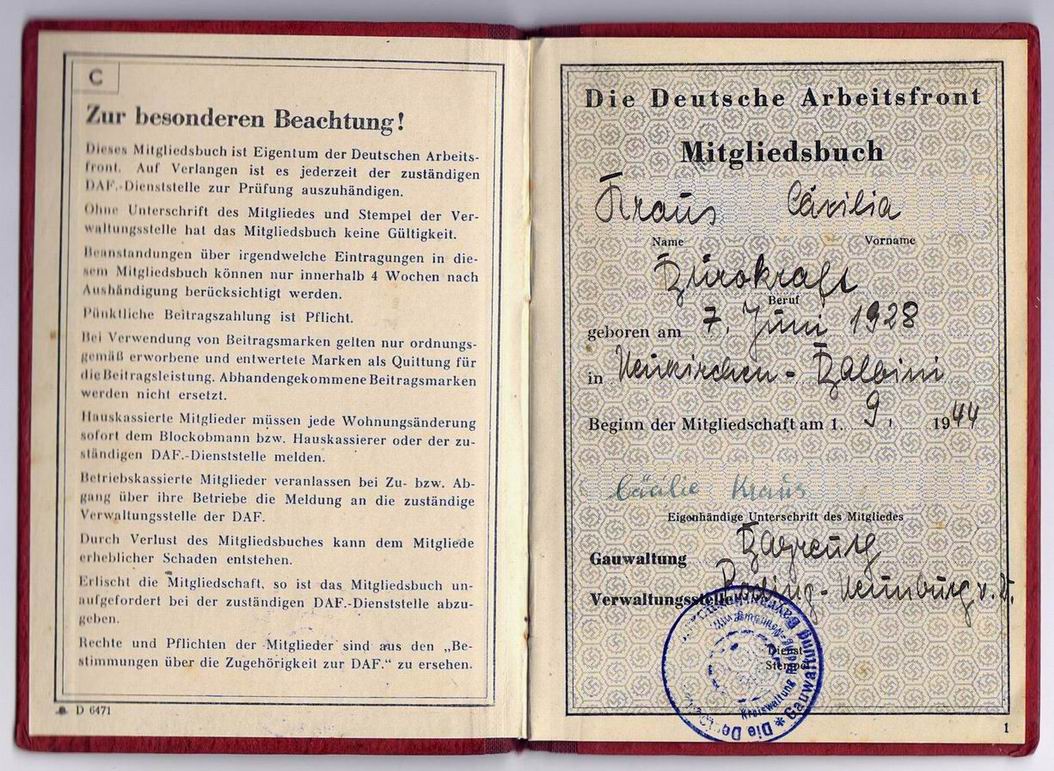 C
Zur besonderen Beachtung!
Dieses Mitgliedsbuch ist Eigentum der Deutschen Arbeits-
front. Auf Verlangen ist es jederzeit der zuständigen
DAF.-Dienststelle zur Prüfung auszuhändigen.
Ohne Unterschrift des Mitgliedes und Stempel der Ver-
waltungsstelle hat das Mitgliedsbuch keine Gültigkeit.
Beanstandungen über irgendwelche Eintragungen in die-
sem Mitgliedsbuch können nur innerhalb 4 Wochen nach
Aushändigung berücksichtigt werden.
Pünktliche Beitragszahlung ist Pflicht.
Bei Verwendung von Beitragsmarken gelten nur ordnungs-
gemäß erworbene und entwertete Marken als Quittung für
die Beitragsleistung. Abhandengekommene Beitragsmarken
werden nicht ersetzt.
Hauskassierte Mitglieder müssen jede Wohnungsänderung
sofort dem Blockobmann bzw. Hauskassierer oder der zu-
ständigen DAF.-Dienststelle melden.
Betriebskassierte Mitglieder veranlassen bei Zu- bzw. Ab-
gang über ihre Betriebe die Meldung an die zuständige
Verwaltungsstelle der DAF.
Durch Verlust des Mitgliedsbuches kann dem Mitgliede
erheblicher Schaden entstehen.
Erlischt die Mitgliedschaft, so ist das Mitgliedsbuch un-
aufgefordert bei der zuständigen DAF.-Dienststelle abzu-
geben.
Rechte und Pflichten der Mitglieder sind aus den „Be-
stimmungen über die Zugehörigkeit zur DAF.“ zu ersehen.
D 6471
Die Deutsche Arbeitsfront
Mitgliedsbuch
Kraus Cäcilia
Name Vorname
Bürokraft
Beruf
geboren am 7. Juni 1928
in Neukirchen - Balbini
Beginn der Mitgliedschaft am 1. 9. 1944
Cäcilie Kraus
Eigenhändige Unterschrift des Mitgliedes
Gauwaltung Bayreuth
Verwaltungsstelle Roding - Neunburg v. W.
Dienst-
Stempel
Die Gauwaltung
Kreiswaltung
1